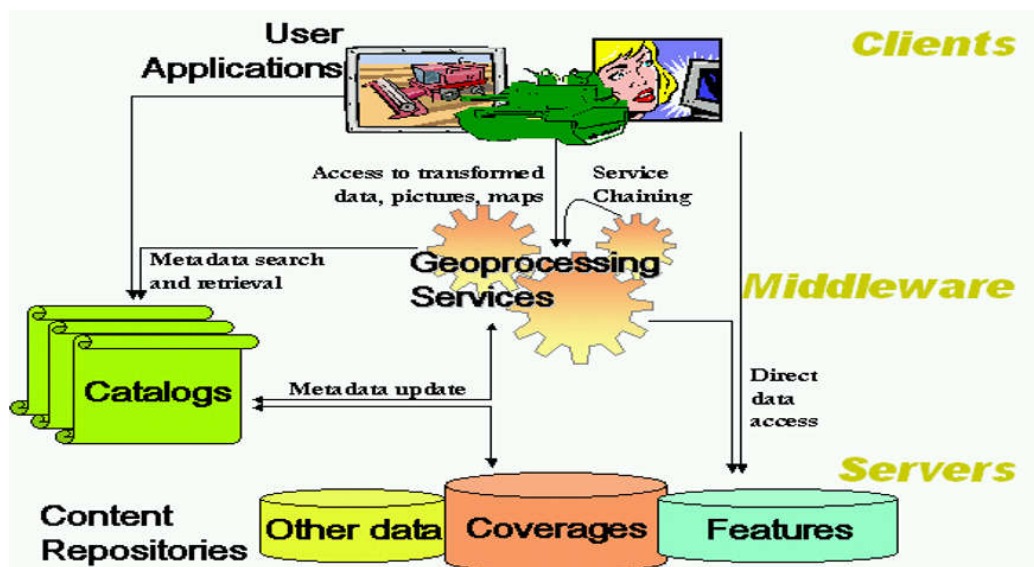 User
Applications
Clients
Access to transformed
data, pictures, maps
Service
Chaining
Metadata search
and retrieval
Geoprocessing
Services
Middleware
Catalogs
Metadata update
Direct
data
access
Servers
Content
Repositories
Other data
Coverages
Features